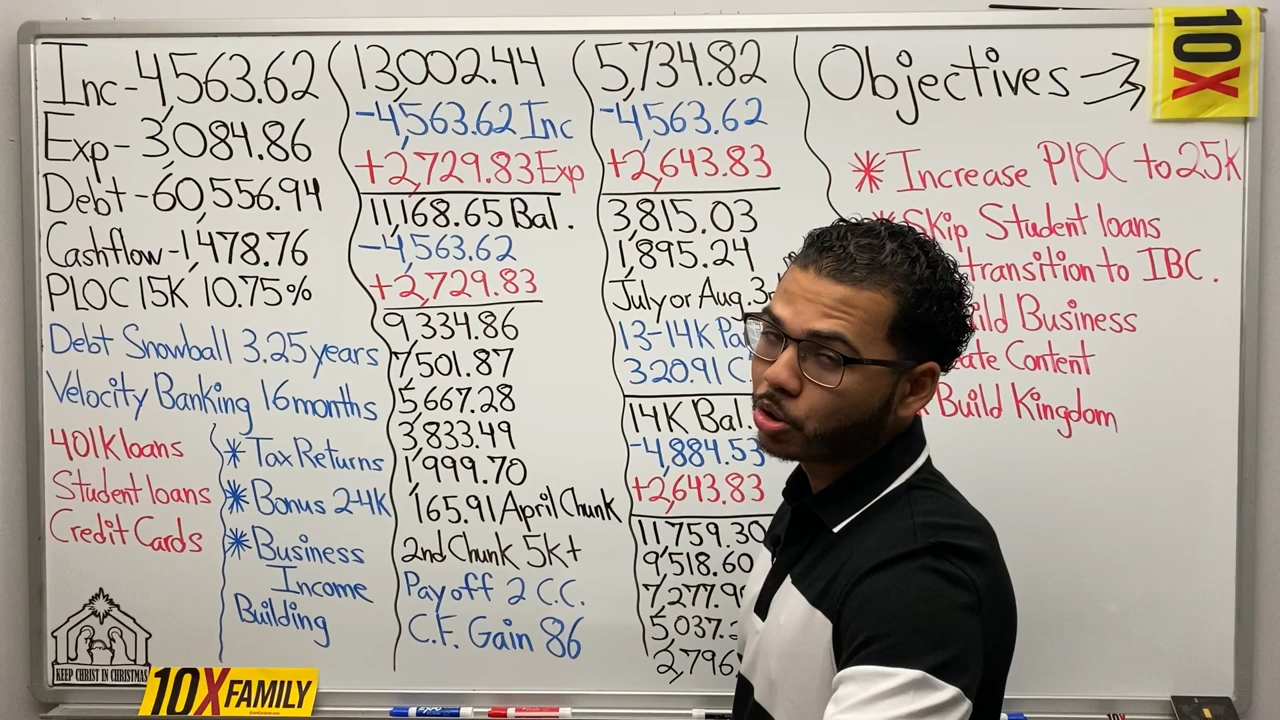 Inc-4,563.62
Exp-3,084.86
Debt-60,556.94
Cashflow-1,478.76
PLOC 15K 10.75%
Debt Snowball 3.25 years
Velocity Banking 16 months
401K loans
Student loans
Credit Cards
* Tax Returns
* Bonus 2-4K
* Business
Income
Building
KEEP CHRIST IN CHRISTMAS
10X FAMILY
13,002.44
-4,563.62 Inc
+2,729.83 Exp
11,168.65 Bal.
-4,563.62
+2,729.83
9,334.86
7,501.87
5,667.28
3,833.49
1,999.70
165.91 April Chunk
2nd Chunk 5k+
Pay off 2 C.C.
C.F. Gain 86
5,734.82
-4,563.62
+2,643.83
3,815.03
1,895.24
July or Aug. 3
13-14K
320.91 C.
14K Bal.
-4,884.53
+2,643.83
11,759.30
9,518.60
7,277.9
5,037.
2,796.
Objectives →
10X
* Increase PLOC to 25K
* Skip Student loans
transition to IBC.
Business
Content
Build Kingdom